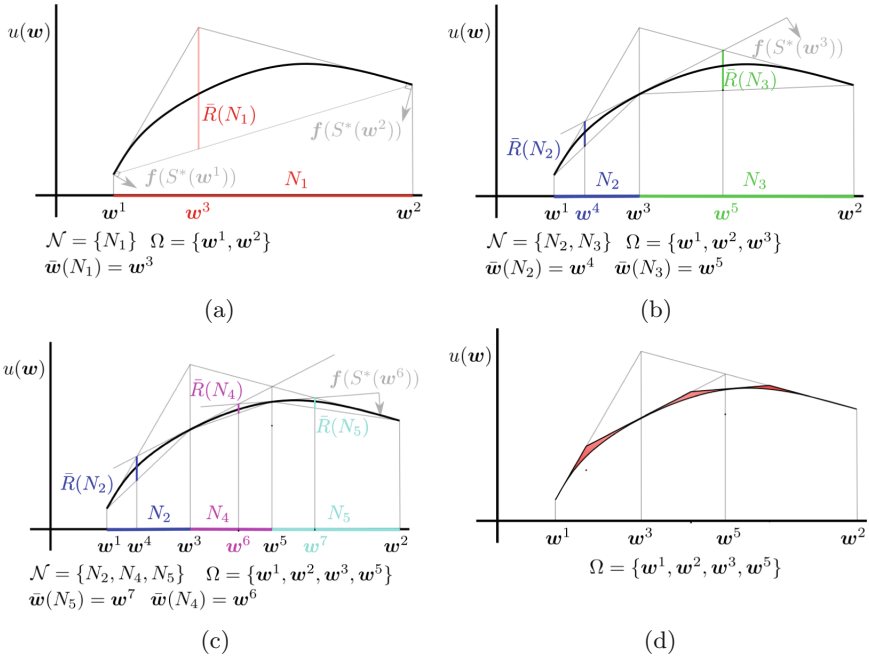 u(w)
R̄(N₁)
f(S*(w²))
f(S*(w¹))
N₁
w¹ w³ w²
𝒩 = {N₁} Ω = {w¹, w²}
w̄(N₁) = w³
(a)
u(w)
f(S*(w³))
R̄(N₃)
R̄(N₂)
N₂ N₃
w¹ w⁴ w³ w⁵ w²
𝒩 = {N₂, N₃} Ω = {w¹, w², w³}
w̄(N₂) = w⁴ w̄(N₃) = w⁵
(b)
u(w)
f(S*(w⁶))
R̄(N₄)
R̄(N₅)
R̄(N₂)
N₂ N₄ N₅
w¹ w⁴ w³ w⁶ w⁵ w⁷ w²
𝒩 = {N₂, N₄, N₅} Ω = {w¹, w², w³, w⁵}
w̄(N₅) = w⁷ w̄(N₄) = w⁶
(c)
u(w)
w¹ w³ w⁵ w²
Ω = {w¹, w², w³, w⁵}
(d)